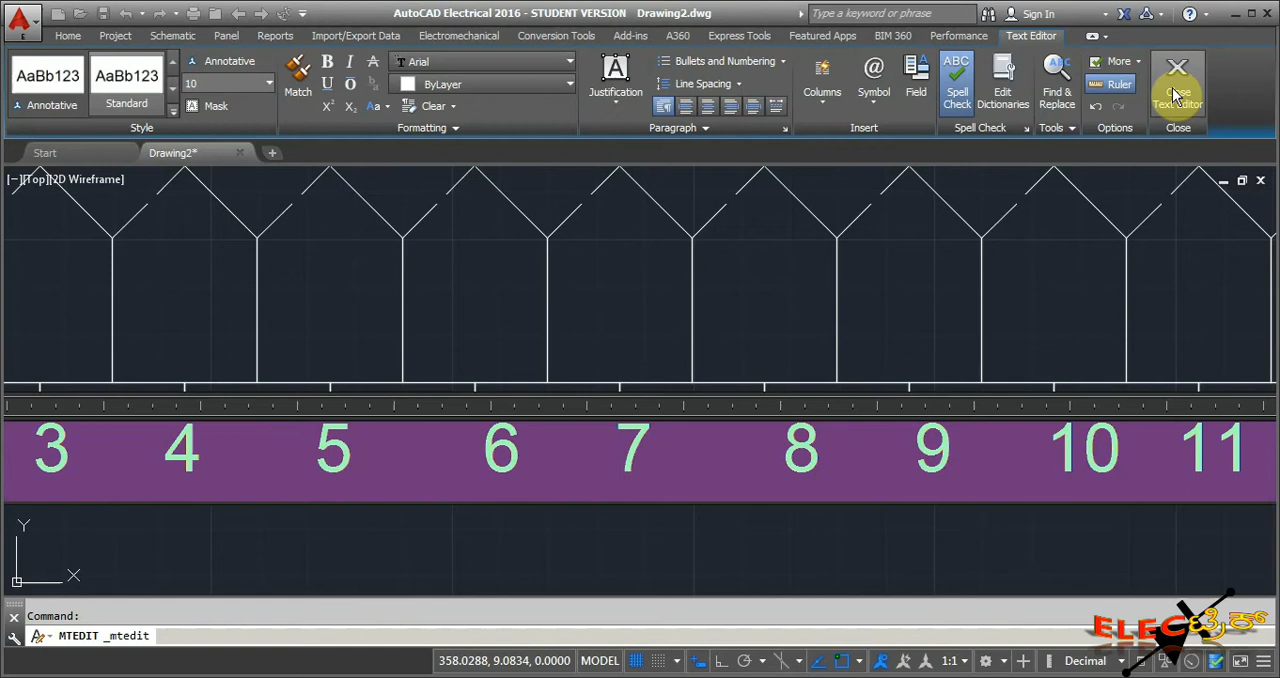 AutoCAD Electrical 2016 - STUDENT VERSION Drawing2.dwg
Type a keyword or phrase
Sign In
Home Project Schematic Panel Reports Import/Export Data Electromechanical Conversion Tools Add-ins A360 Express Tools Featured Apps BIM 360 Performance Text Editor
AaBb123 AaBb123 Annotative Arial Bullets and Numbering More
10 ByLayer Line Spacing Ruler
Annotative Standard Mask Match Clear Justification Columns Symbol Field Spell Check Edit Dictionaries Find & Replace Close Text Editor
Style Formatting Paragraph Insert Spell Check Tools Options Close
Start Drawing2*
[−][Top][2D Wireframe]
3 4 5 6 7 8 9 10 11
Y
X
Command:
MTEDIT _mtedit
358.0288, 9.0834, 0.0000 MODEL 1:1 Decimal